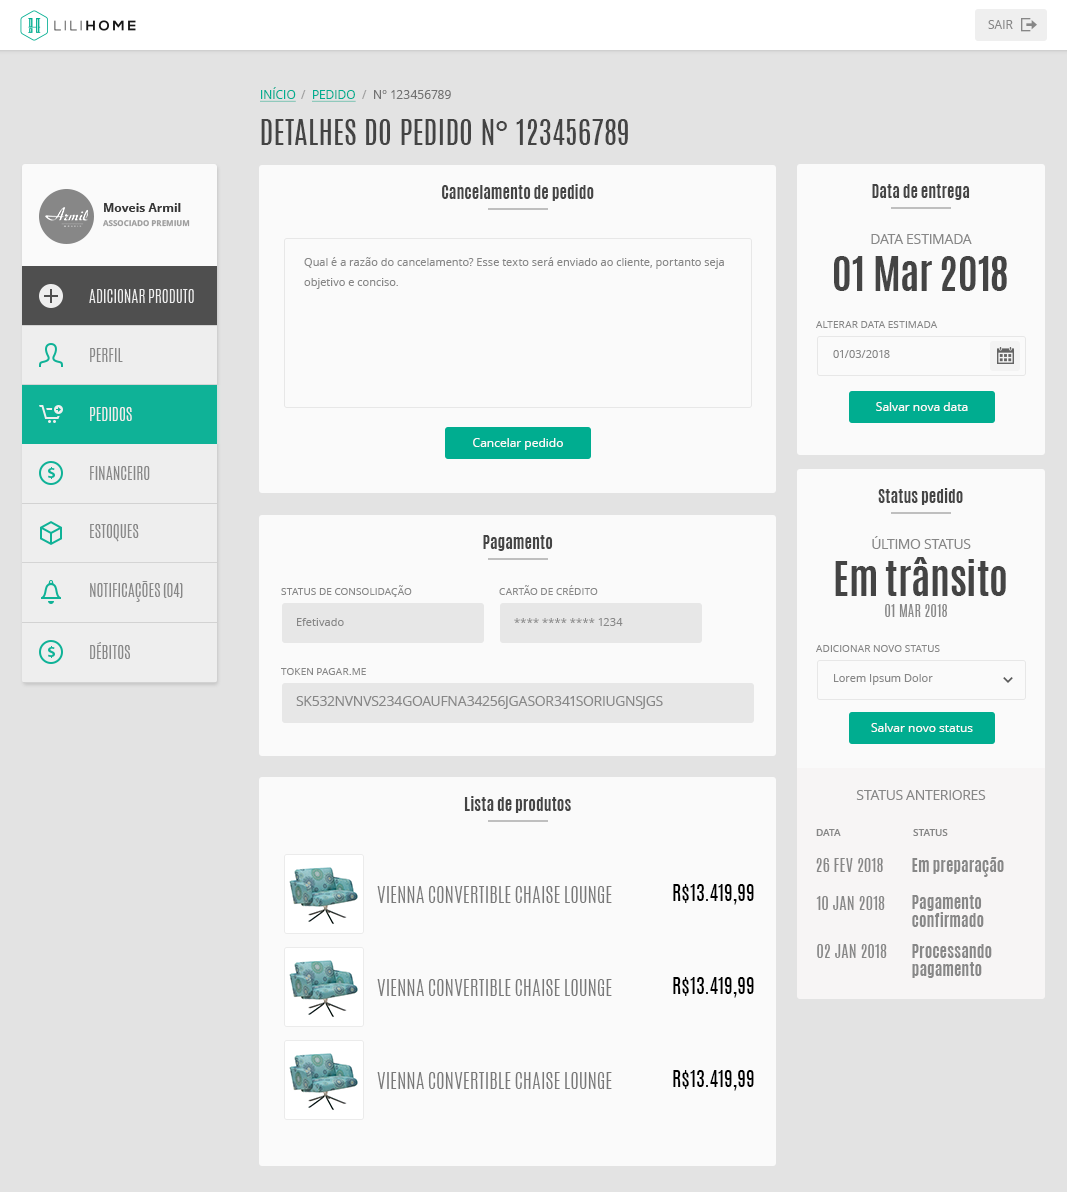 LILIHOME
SAIR
INÍCIO / PEDIDO / Nº 123456789
DETALHES DO PEDIDO Nº 123456789
Armil
Moveis Armil
ASSOCIADO PREMIUM
ADICIONAR PRODUTO
PERFIL
PEDIDOS
FINANCEIRO
ESTOQUES
NOTIFICAÇÕES (04)
DÉBITOS
Cancelamento de pedido
Qual é a razão do cancelamento? Esse texto será enviado ao cliente, portanto seja
objetivo e conciso.
Cancelar pedido
Pagamento
STATUS DE CONSOLIDAÇÃO
CARTÃO DE CRÉDITO
Efetivado
**** **** **** 1234
TOKEN PAGAR.ME
SK532NVNVS234GOAUFNA34256JGASOR341SORIUGNSJGS
Lista de produtos
VIENNA CONVERTIBLE CHAISE LOUNGE
R$13.419,99
VIENNA CONVERTIBLE CHAISE LOUNGE
R$13.419,99
VIENNA CONVERTIBLE CHAISE LOUNGE
R$13.419,99
Data de entrega
DATA ESTIMADA
01 Mar 2018
ALTERAR DATA ESTIMADA
01/03/2018
Salvar nova data
Status pedido
ÚLTIMO STATUS
Em trânsito
01 MAR 2018
ADICIONAR NOVO STATUS
Lorem Ipsum Dolor
Salvar novo status
STATUS ANTERIORES
DATA STATUS
26 FEV 2018 Em preparação
10 JAN 2018 Pagamento
confirmado
02 JAN 2018 Processando
pagamento